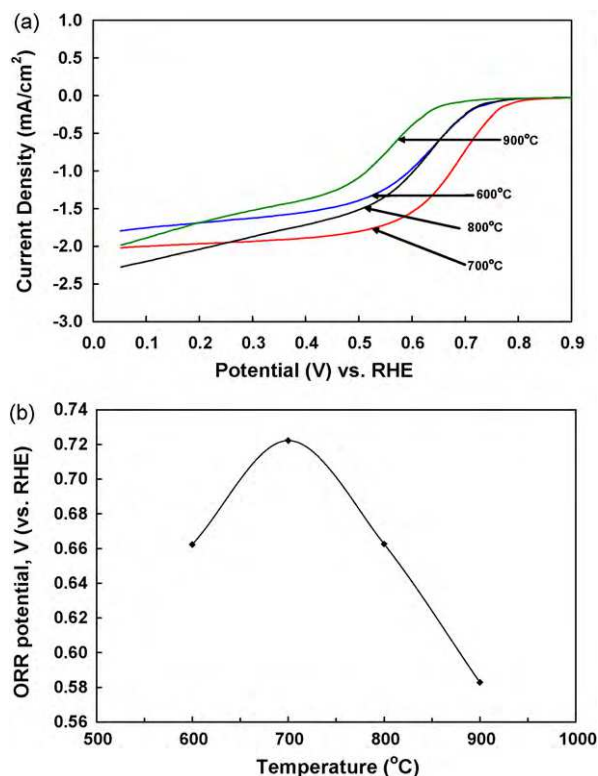 (a)
1.0
0.5
0.0
-0.5
-1.0
-1.5
-2.0
-2.5
-3.0
Current Density (mA/cm²)
900°C
600°C
800°C
700°C
0.0 0.1 0.2 0.3 0.4 0.5 0.6 0.7 0.8 0.9
Potential (V) vs. RHE
(b)
0.74
0.72
0.70
0.68
0.66
0.64
0.62
0.60
0.58
0.56
ORR potential, V (vs. RHE)
500 600 700 800 900 1000
Temperature (°C)